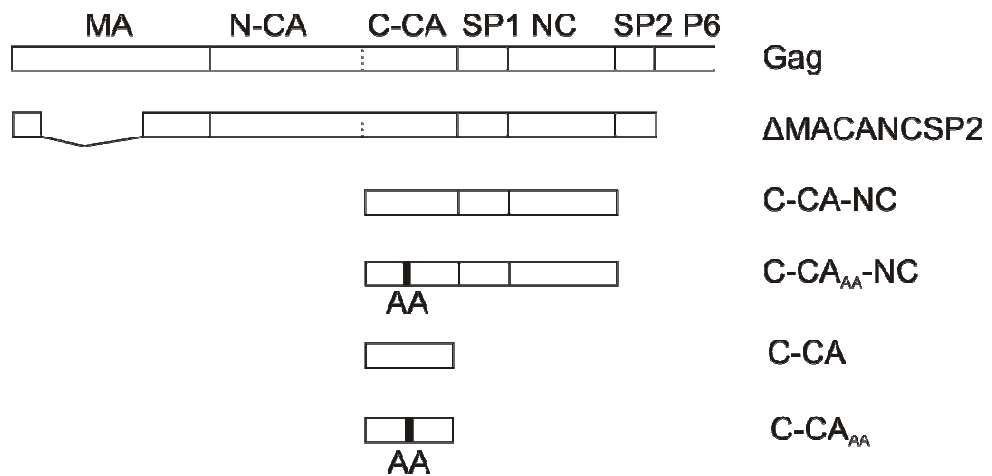 MA N-CA C-CA SP1 NC SP2 P6
Gag
ΔMACANCSP2
C-CA-NC
C-CAAA-NC
AA
C-CA
C-CAAA
AA